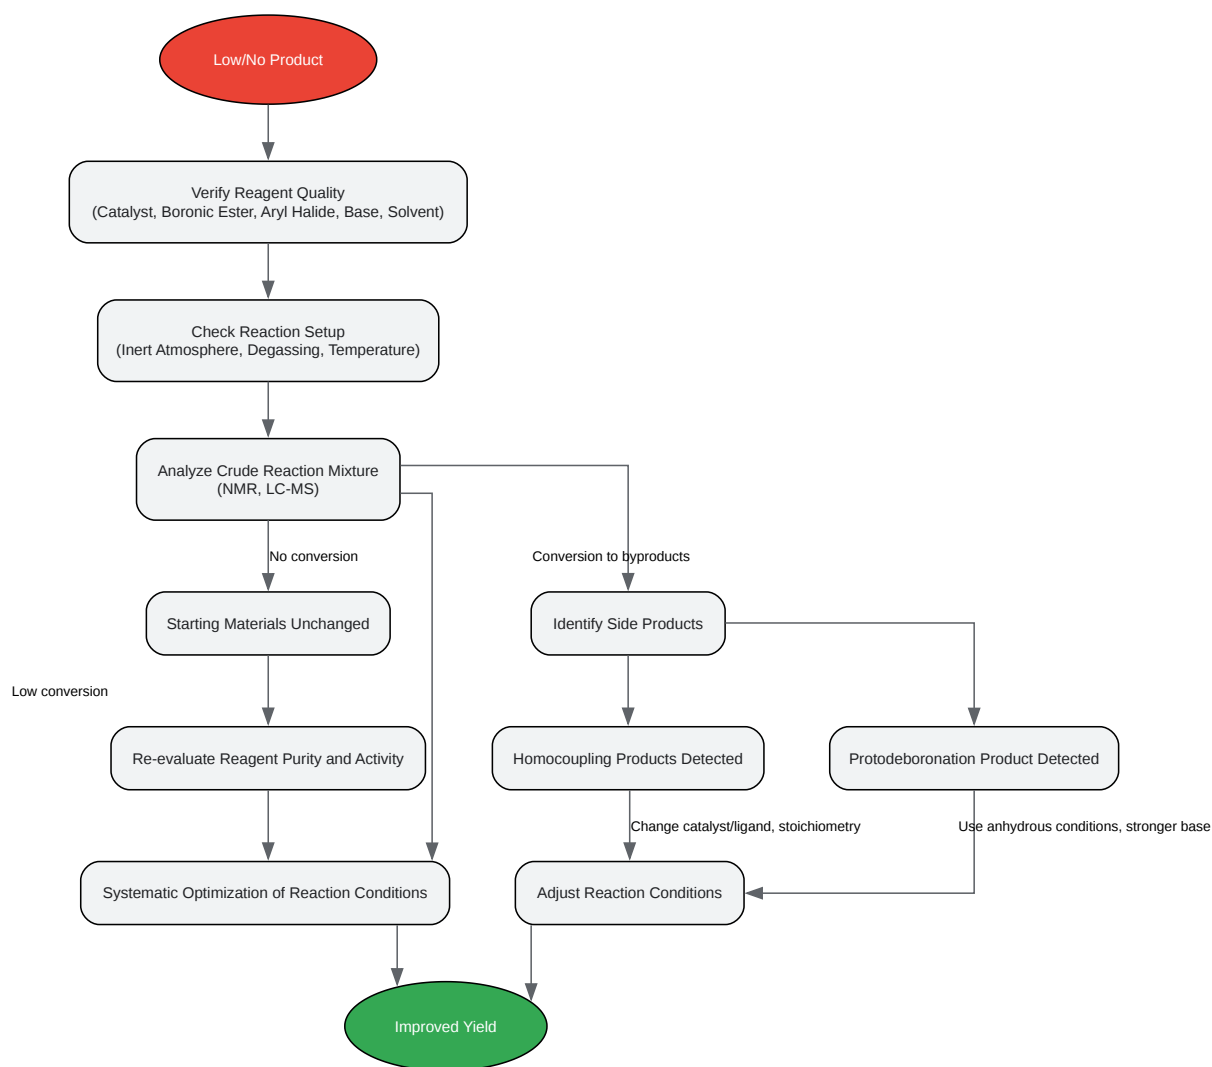 Low/No Product
Verify Reagent Quality
(Catalyst, Boronic Ester, Aryl Halide, Base, Solvent)
Check Reaction Setup
(Inert Atmosphere, Degassing, Temperature)
Analyze Crude Reaction Mixture
(NMR, LC-MS)
No conversion
Conversion to byproducts
Starting Materials Unchanged
Identify Side Products
Low conversion
Re-evaluate Reagent Purity and Activity
Homocoupling Products Detected
Protodeboronation Product Detected
Change catalyst/ligand, stoichiometry
Use anhydrous conditions, stronger base
Systematic Optimization of Reaction Conditions
Adjust Reaction Conditions
Improved Yield